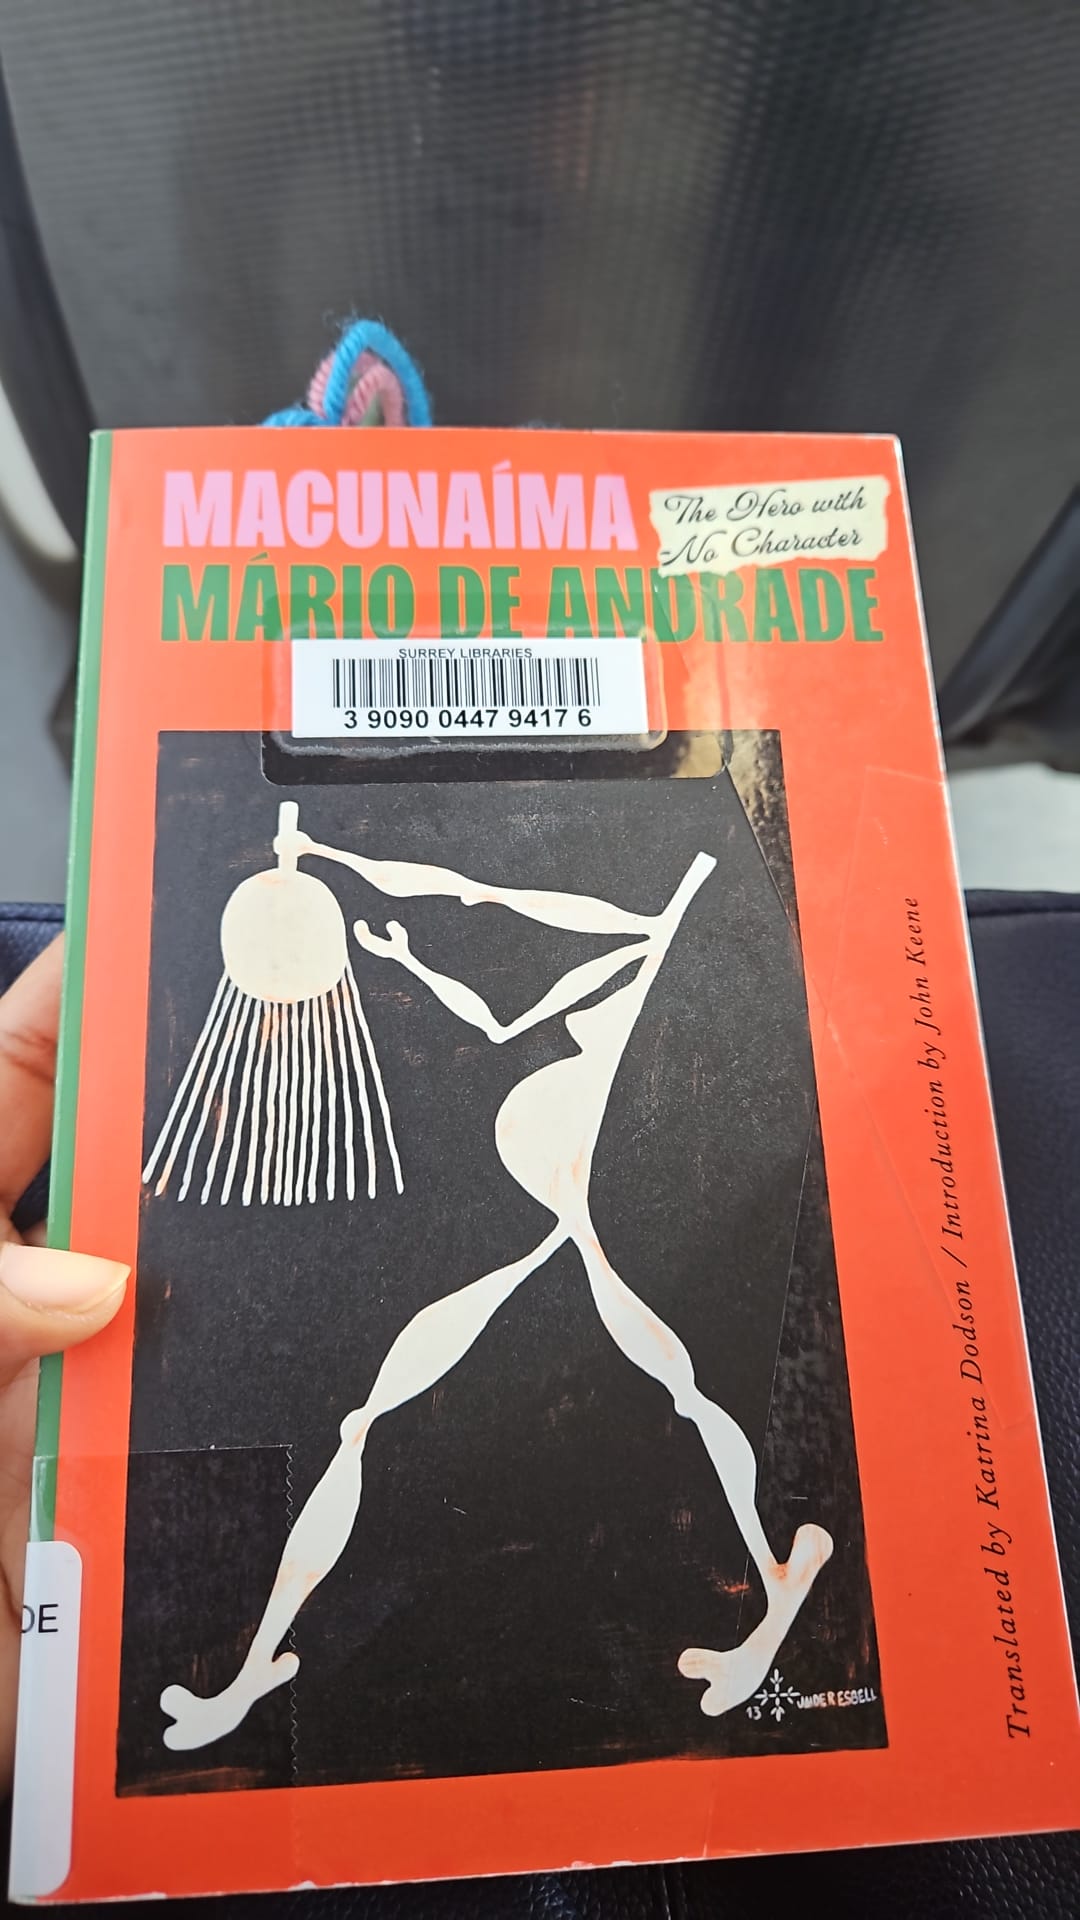 MACUNAÍMA
The Hero with
No Character
MÁRIO DE ANDRADE
SURREY LIBRARIES
3 9090 0447 9417 6
Translated by Katrina Dodson / Introduction by John Keene
13 JAIDER ESBELL
DE